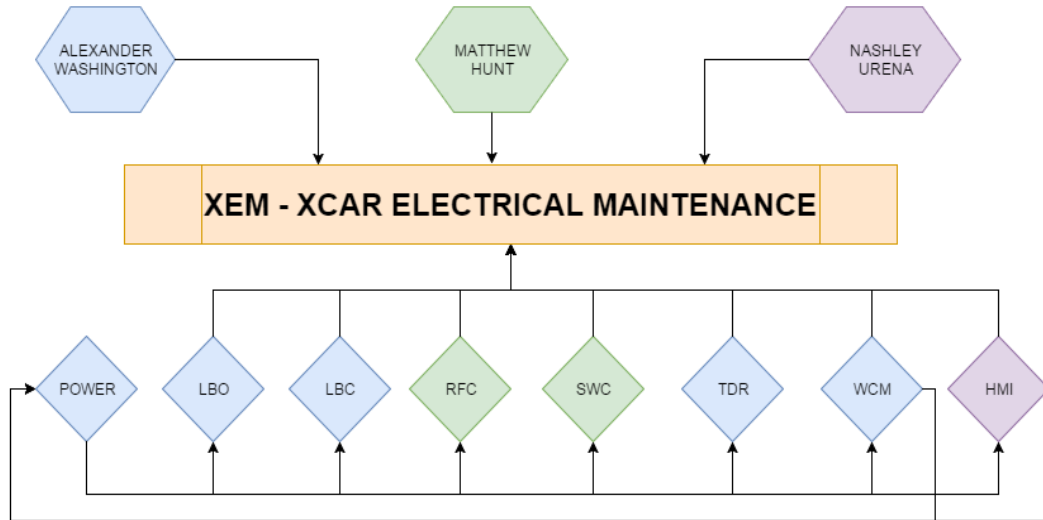 ALEXANDER
WASHINGTON
MATTHEW
HUNT
NASHLEY
URENA
XEM - XCAR ELECTRICAL MAINTENANCE
POWER
LBO
LBC
RFC
SWC
TDR
WCM
HMI